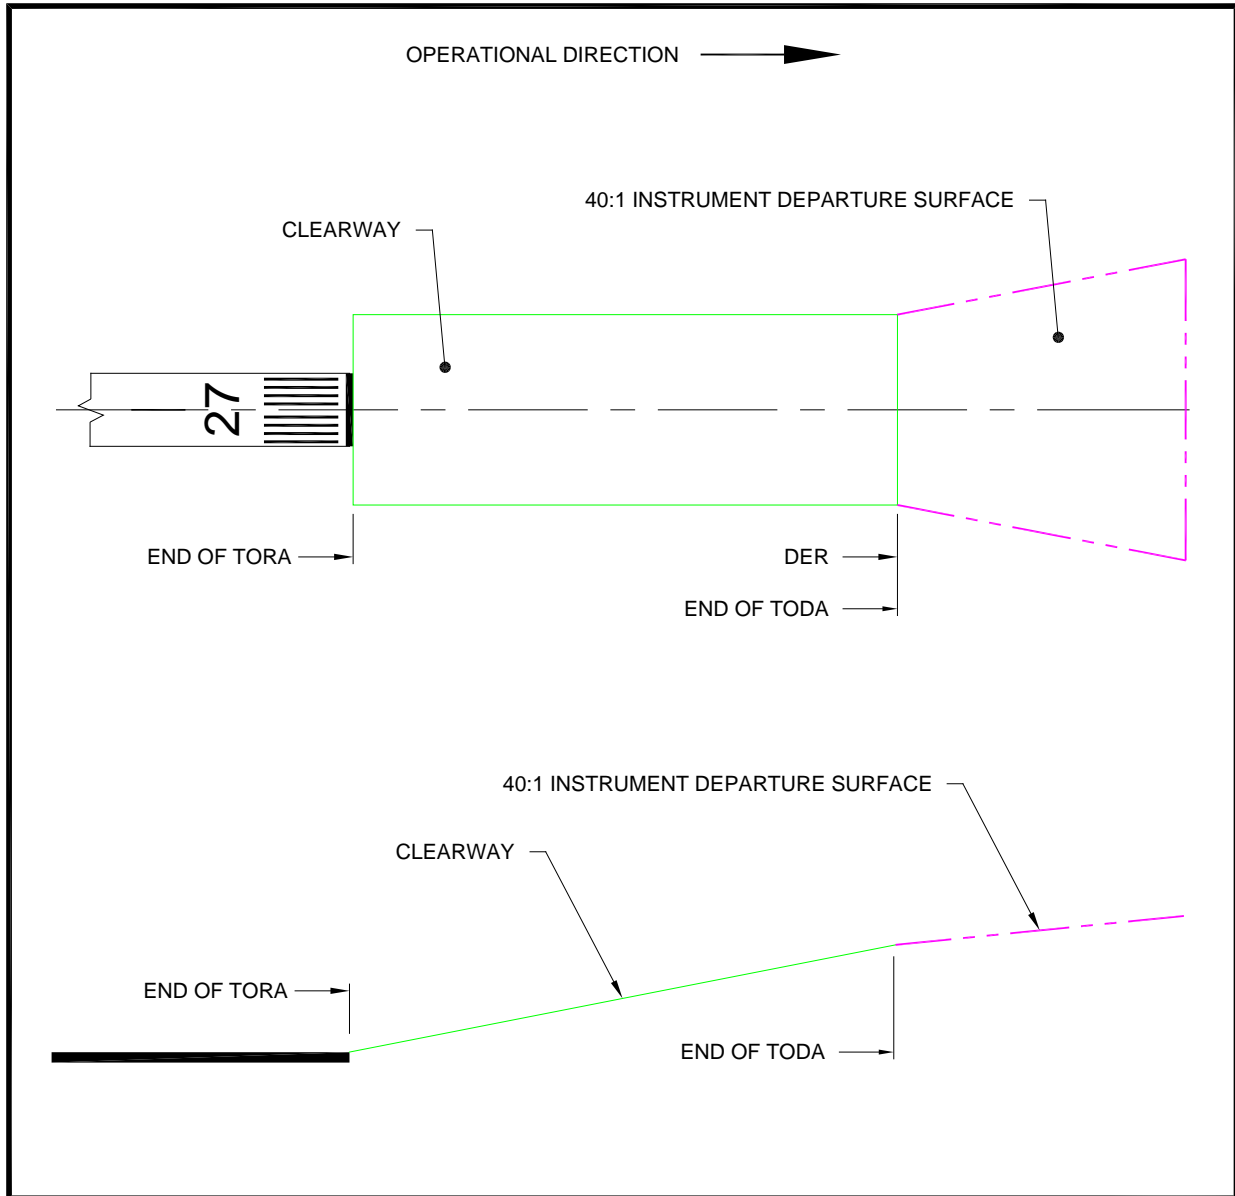 OPERATIONAL DIRECTION
40:1 INSTRUMENT DEPARTURE SURFACE
CLEARWAY
27
END OF TORA
DER
END OF TODA
40:1 INSTRUMENT DEPARTURE SURFACE
CLEARWAY
END OF TORA
END OF TODA